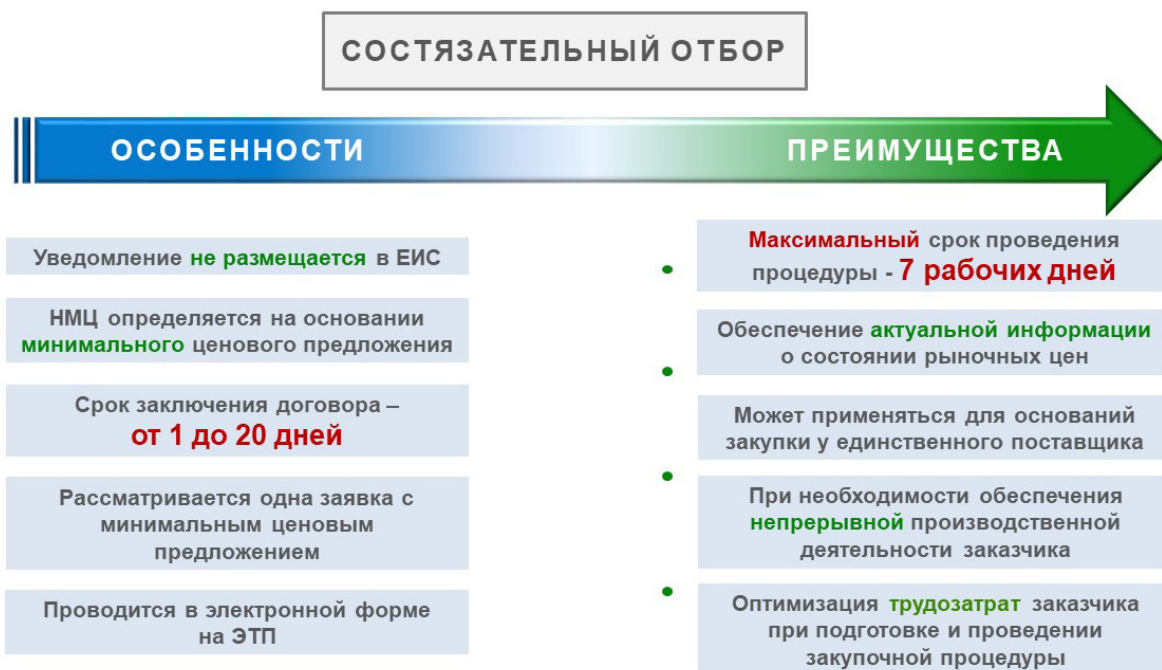 СОСТЯЗАТЕЛЬНЫЙ ОТБОР
ОСОБЕННОСТИ
ПРЕИМУЩЕСТВА
Уведомление не размещается в ЕИС
НМЦ определяется на основании
минимального ценового предложения
Срок заключения договора –
от 1 до 20 дней
Рассматривается одна заявка с
минимальным ценовым
предложением
Проводится в электронной форме
на ЭТП
Максимальный срок проведения
процедуры - 7 рабочих дней
Обеспечение актуальной информации
о состоянии рыночных цен
Может применяться для оснований
закупки у единственного поставщика
При необходимости обеспечения
непрерывной производственной
деятельности заказчика
Оптимизация трудозатрат заказчика
при подготовке и проведении
закупочной процедуры